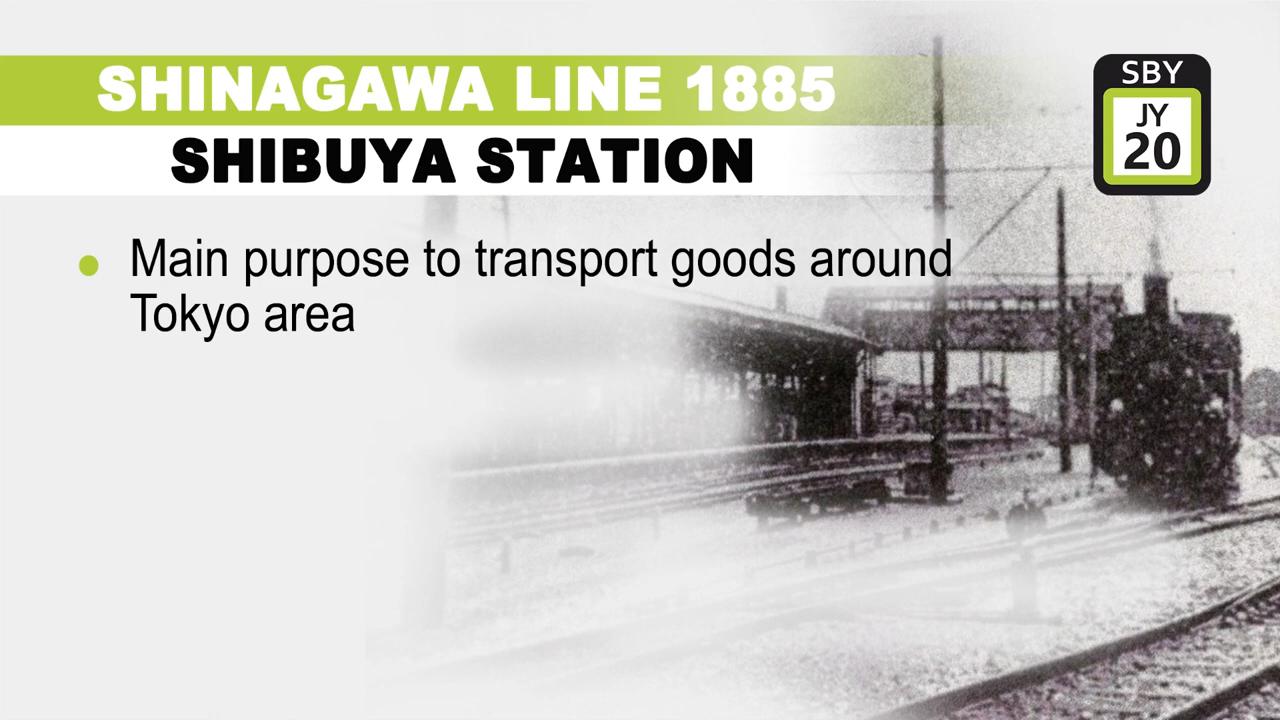 SHINAGAWA LINE 1885
SHIBUYA STATION
SBY
JY
20
Main purpose to transport goods around
Tokyo area